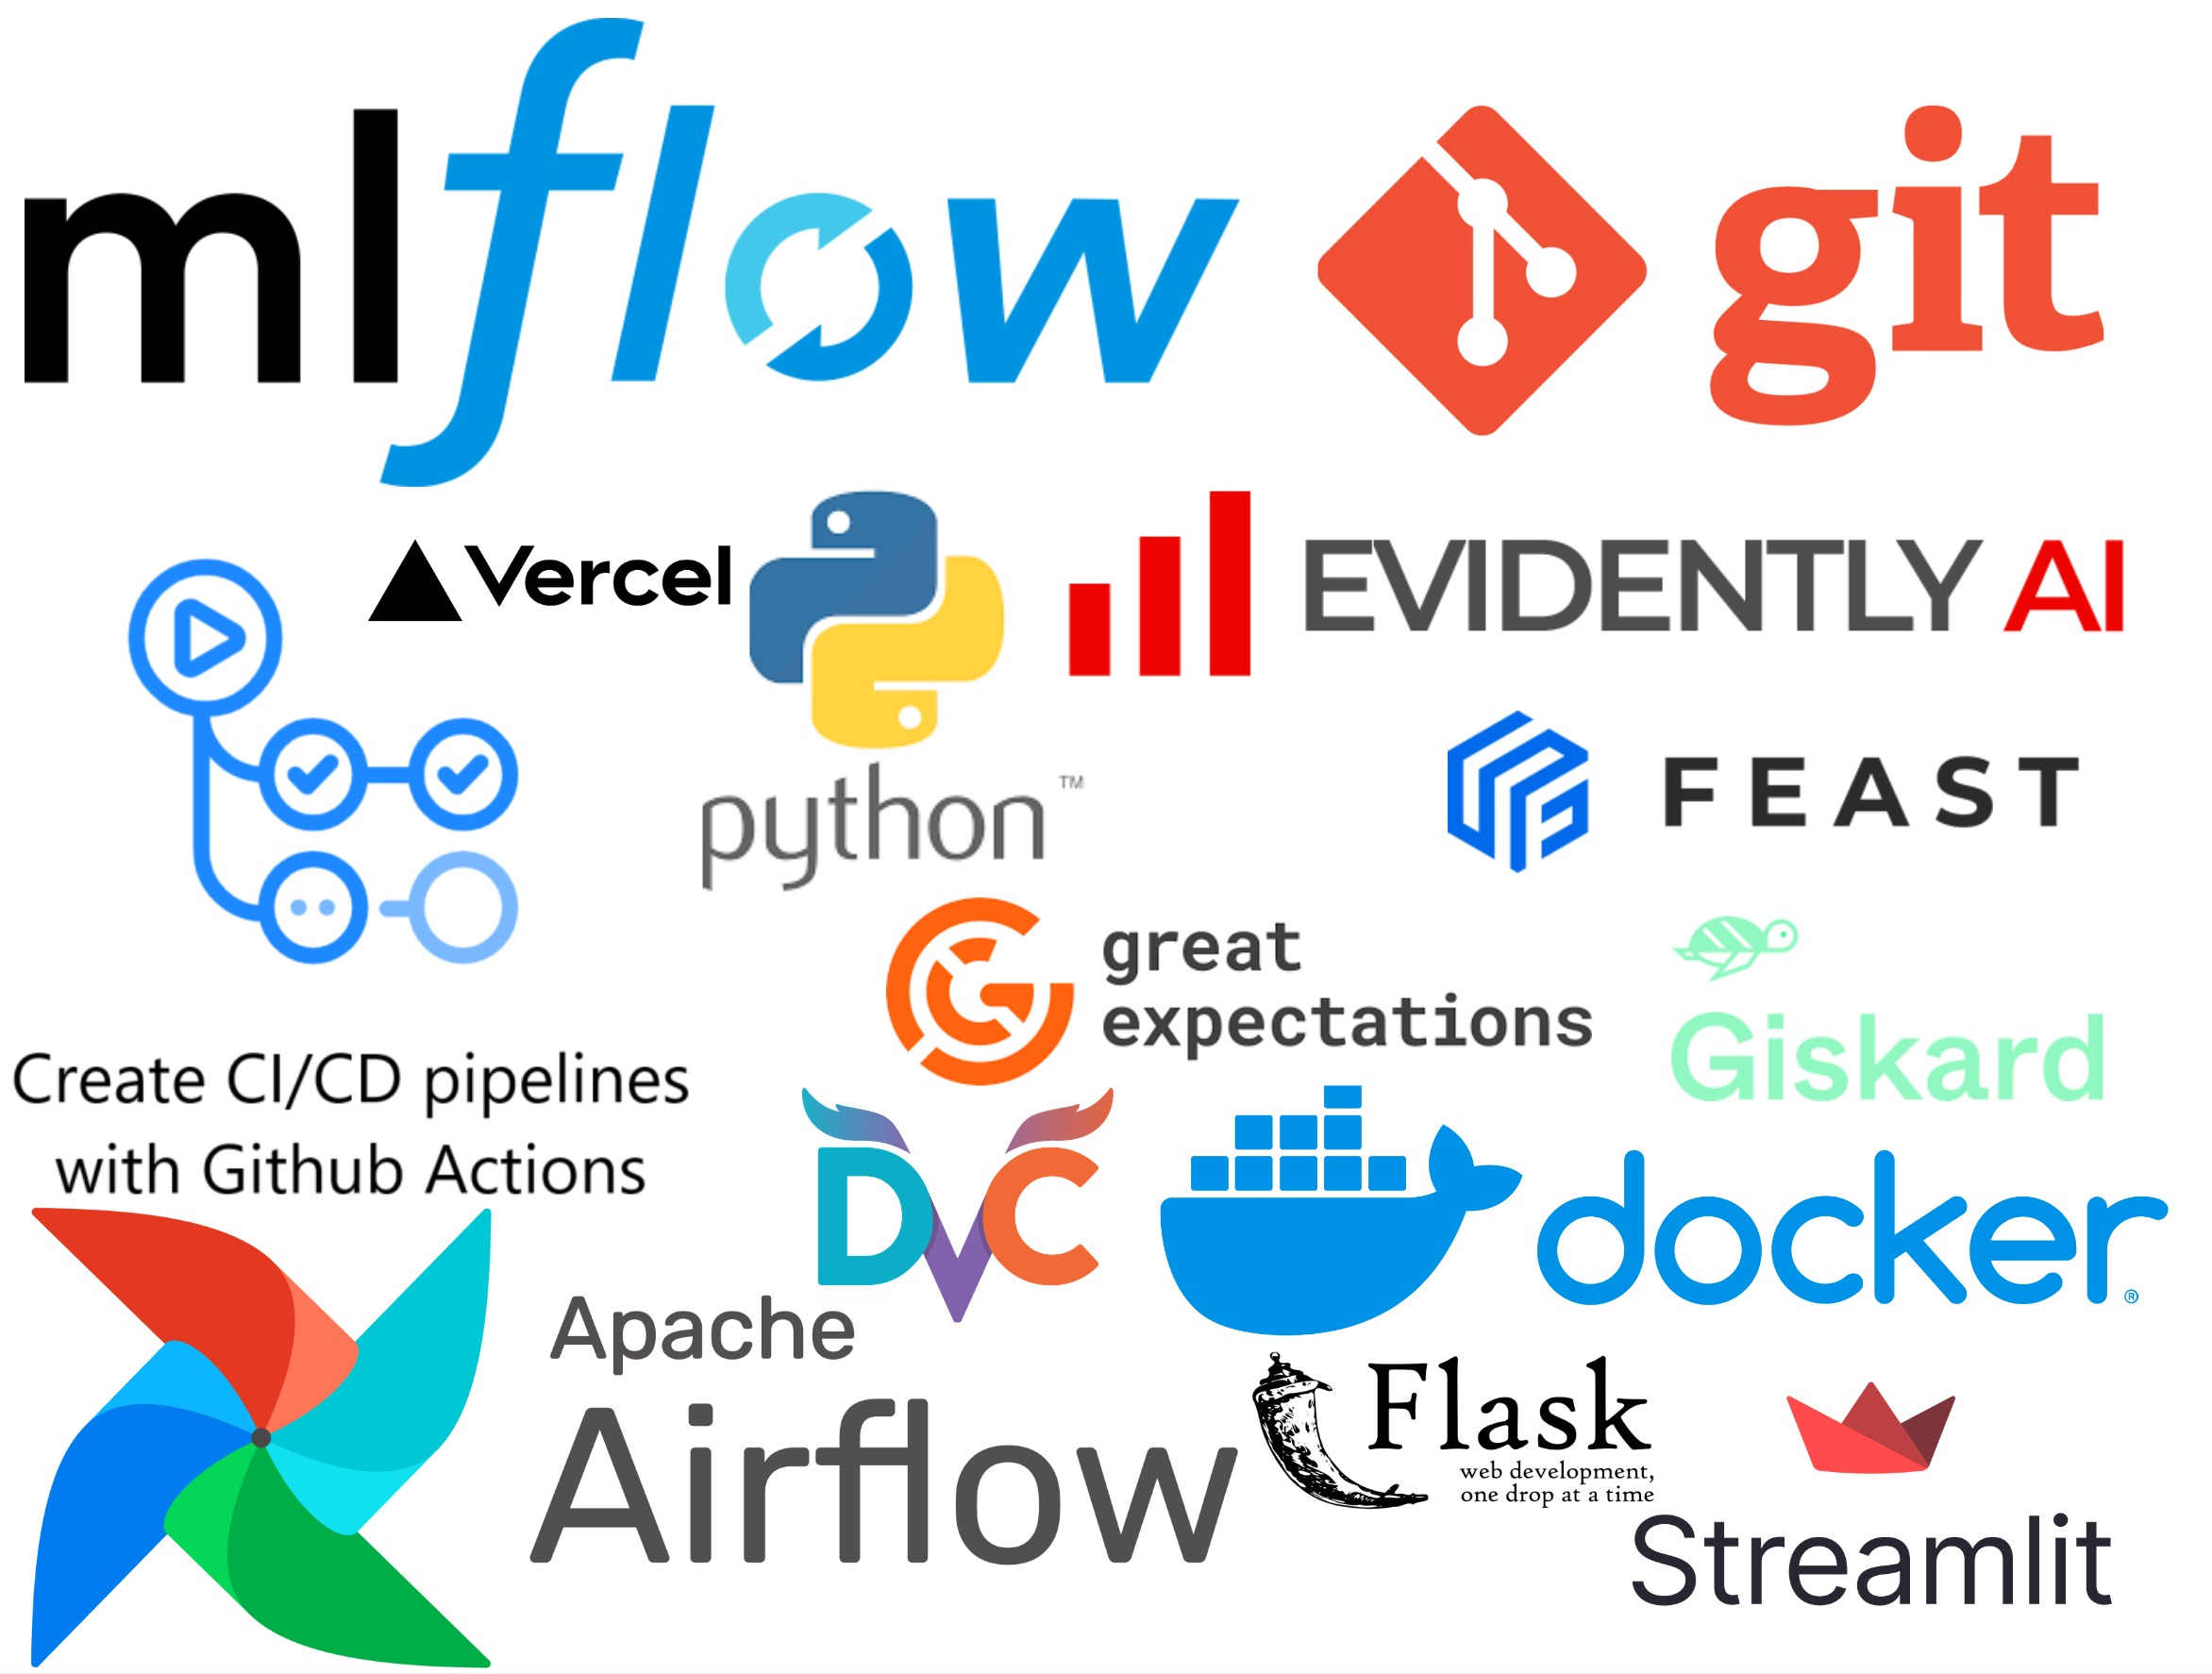 mlflow
git
Vercel
EVIDENTLY AI
python™
FEAST
great
expectations
Giskard
Create CI/CD pipelines
with Github Actions
DVC
docker®
Apache
Airflow
Flask
web development,
one drop at a time
Streamlit